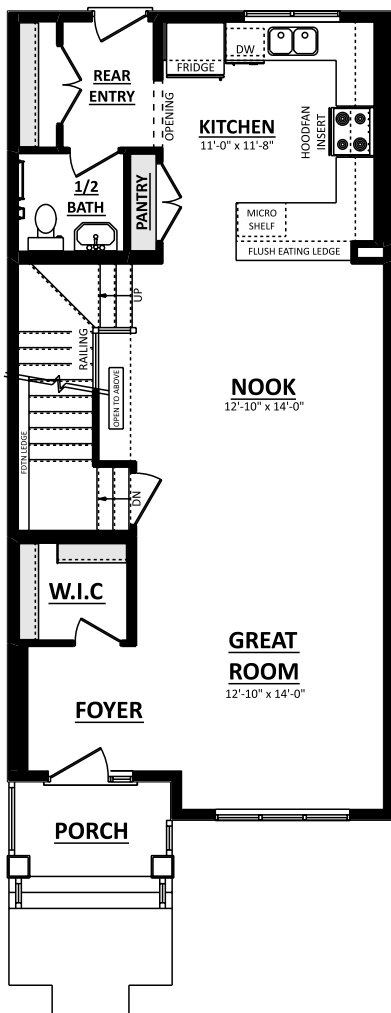 REAR
ENTRY
OPENING
FRIDGE
DW
KITCHEN
11'-0" x 11'-8"
HOODFAN
INSERT
1/2
BATH
PANTRY
MICRO
SHELF
FLUSH EATING LEDGE
UP
RAILING
OPEN TO ABOVE
FDTN LEDGE
NOOK
12'-10" x 14'-0"
DN
W.I.C
GREAT
ROOM
12'-10" x 14'-0"
FOYER
PORCH